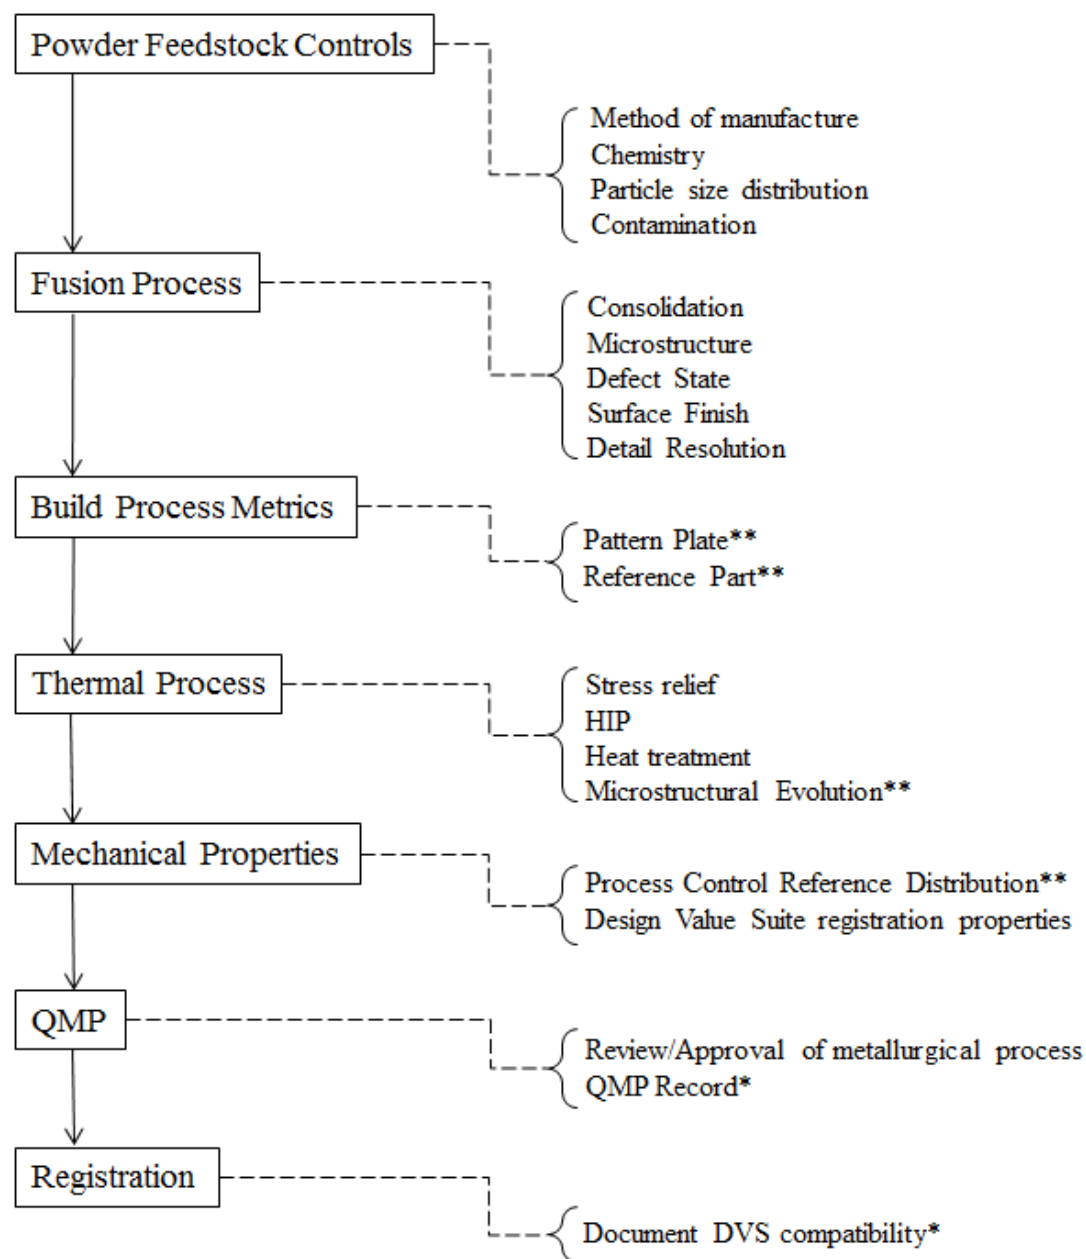 Powder Feedstock Controls
Method of manufacture
Chemistry
Particle size distribution
Contamination
Fusion Process
Consolidation
Microstructure
Defect State
Surface Finish
Detail Resolution
Build Process Metrics
Pattern Plate**
Reference Part**
Thermal Process
Stress relief
HIP
Heat treatment
Microstructural Evolution**
Mechanical Properties
Process Control Reference Distribution**
Design Value Suite registration properties
QMP
Review/Approval of metallurgical process
QMP Record*
Registration
Document DVS compatibility*